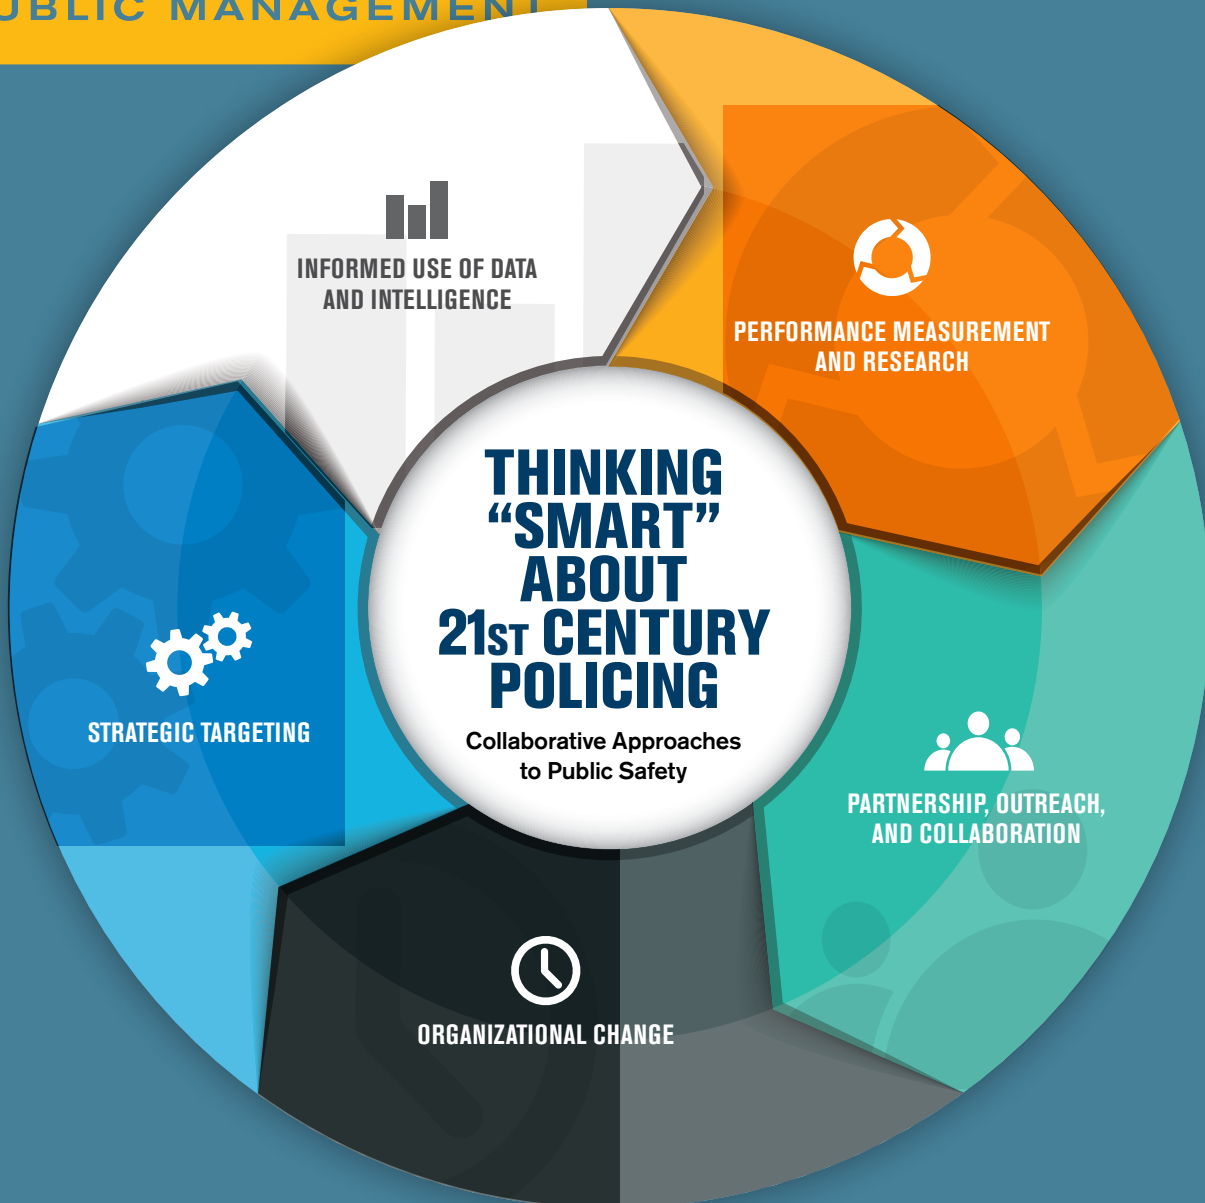 PUBLIC MANAGEMENT
INFORMED USE OF DATA
AND INTELLIGENCE
PERFORMANCE MEASUREMENT
AND RESEARCH
THINKING
“SMART”
ABOUT
21ST CENTURY
POLICING
Collaborative Approaches
to Public Safety
STRATEGIC TARGETING
PARTNERSHIP, OUTREACH,
AND COLLABORATION
ORGANIZATIONAL CHANGE